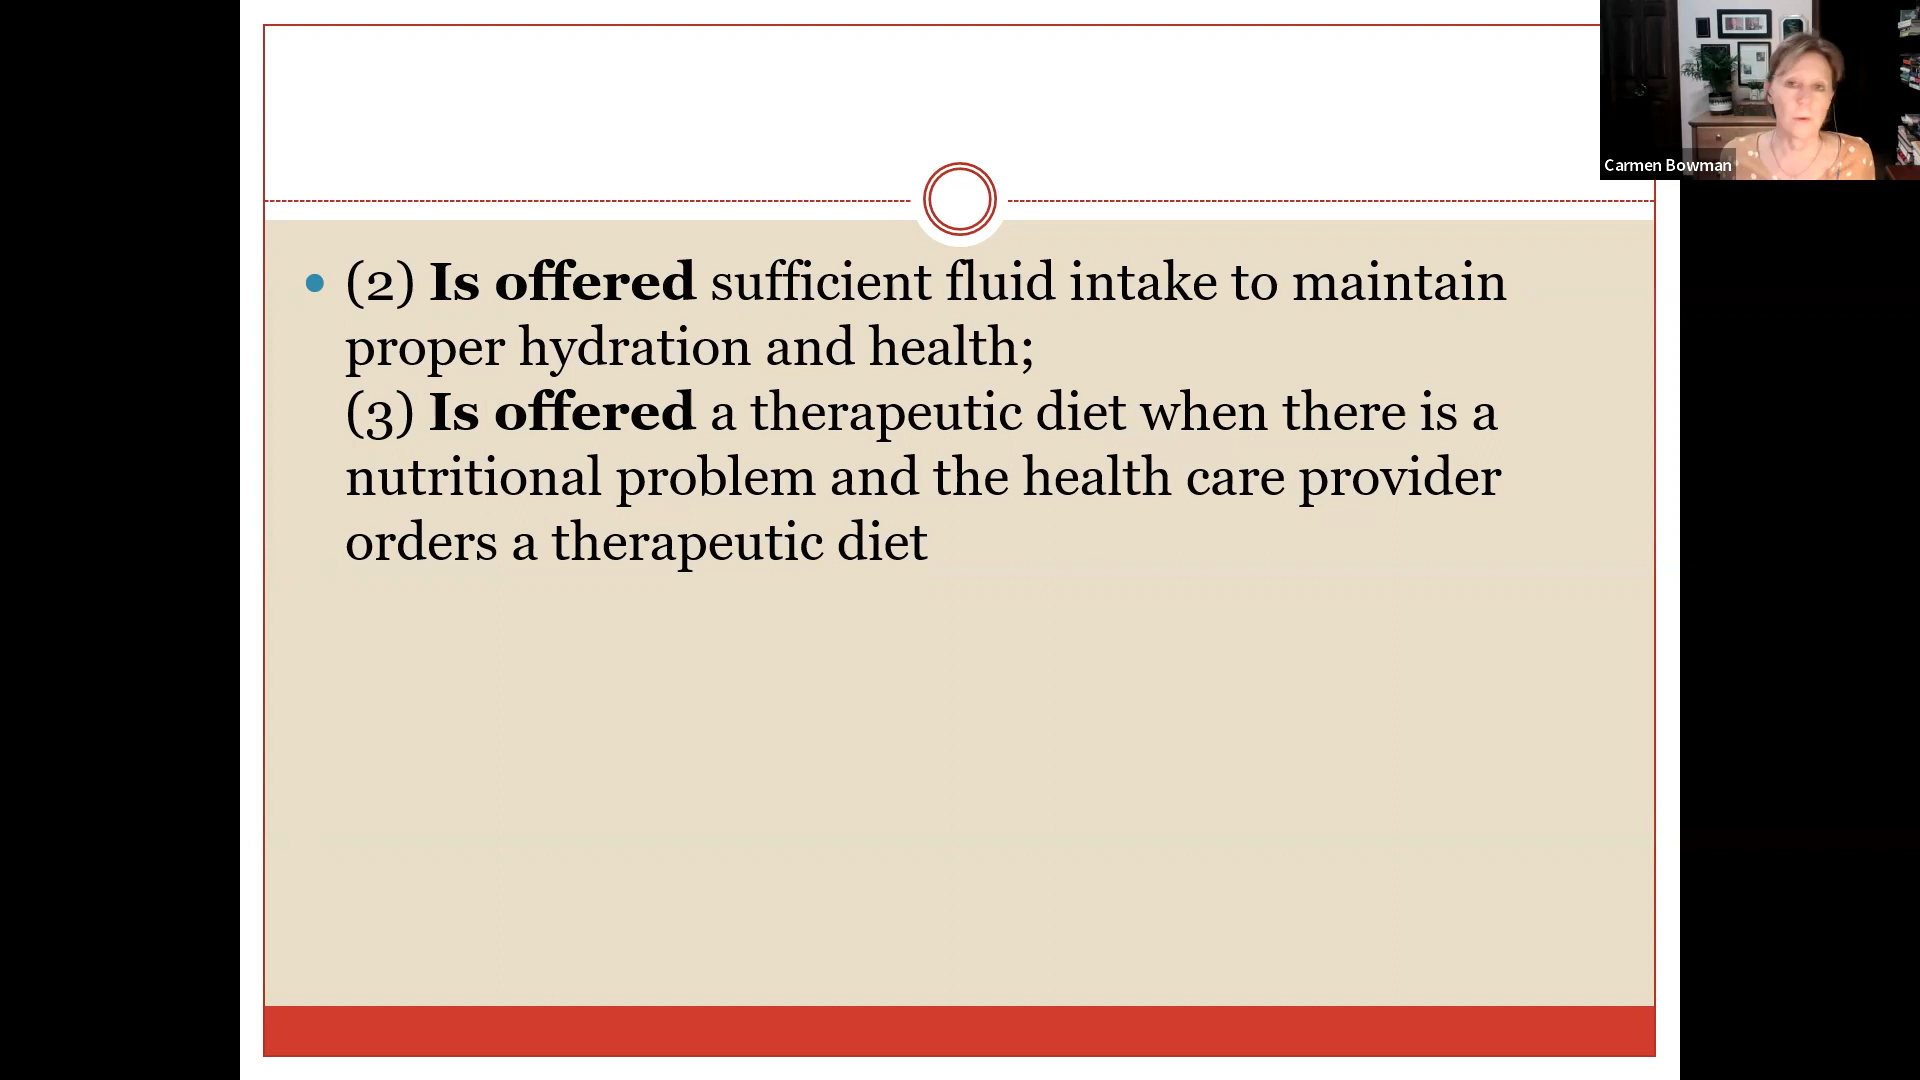 Carmen Bowman
• (2) Is offered sufficient fluid intake to maintain
proper hydration and health;
(3) Is offered a therapeutic diet when there is a
nutritional problem and the health care provider
orders a therapeutic diet